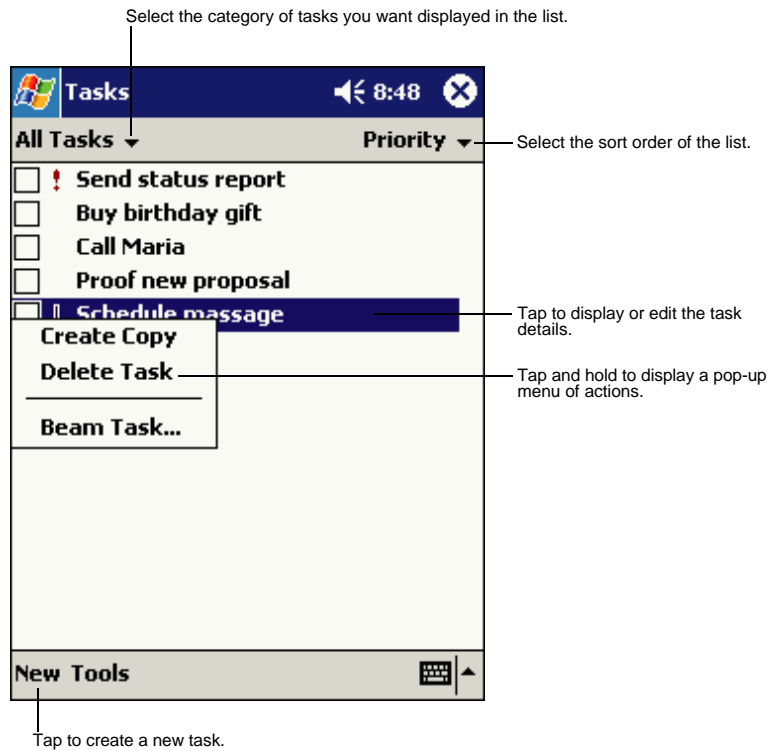 Select the category of tasks you want displayed in the list.
Tasks 8:48
All Tasks Priority
Select the sort order of the list.
! Send status report
Buy birthday gift
Call Maria
Proof new proposal
Schedule massage
Tap to display or edit the task
details.
Create Copy
Delete Task
Tap and hold to display a pop-up
menu of actions.
Beam Task...
New Tools
Tap to create a new task.